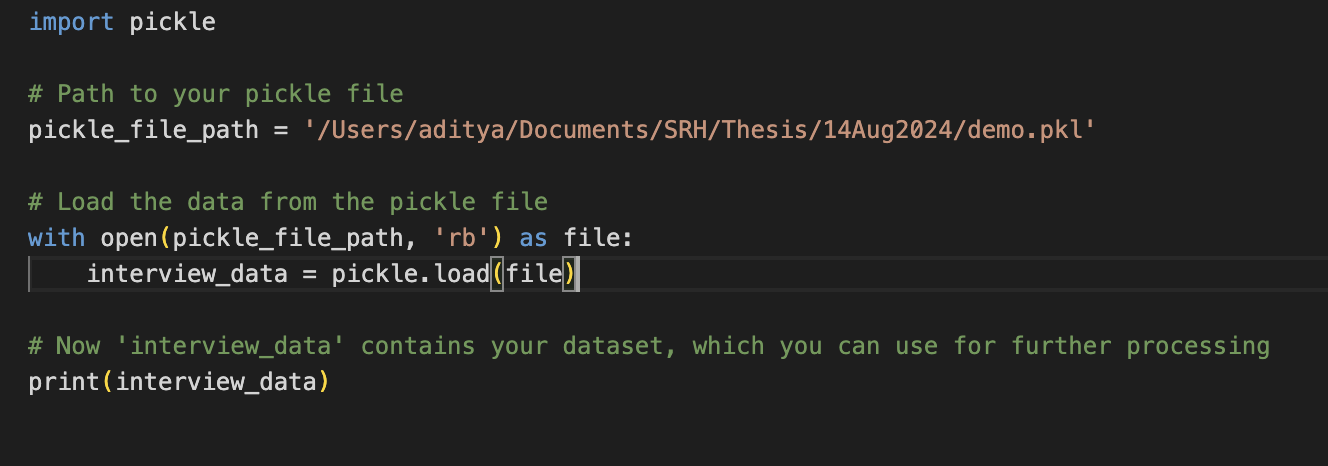 import pickle
# Path to your pickle file
pickle_file_path = '/Users/aditya/Documents/SRH/Thesis/14Aug2024/demo.pkl'
# Load the data from the pickle file
with open(pickle_file_path, 'rb') as file:
    interview_data = pickle.load(file)
# Now 'interview_data' contains your dataset, which you can use for further processing
print(interview_data)